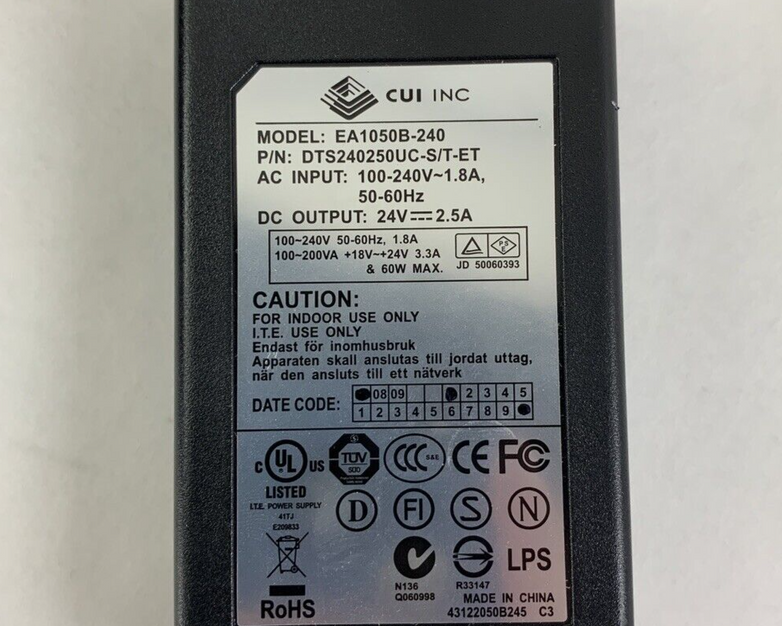 CUI INC
MODEL: EA1050B-240
P/N: DTS240250UC-S/T-ET
AC INPUT: 100-240V~1.8A,
50-60Hz
DC OUTPUT: 24V⎓2.5A
100~240V 50-60Hz, 1.8A
100~200VA +18V~+24V 3.3A
& 60W MAX.
PS E
JD 50060393
CAUTION:
FOR INDOOR USE ONLY
I.T.E. USE ONLY
Endast för inomhusbruk
Apparaten skall anslutas till jordat uttag,
när den ansluts till ett nätverk
DATE CODE:
08 09 2 3 4 5
1 2 3 4 5 6 7 8 9
c UL US
TÜV
CCC S&E
CE FC
LISTED
I.T.E. POWER SUPPLY
41TJ
E209833
D FI S N
N136
Q060998
R33147
LPS
RoHS
MADE IN CHINA
43122050B245 C3